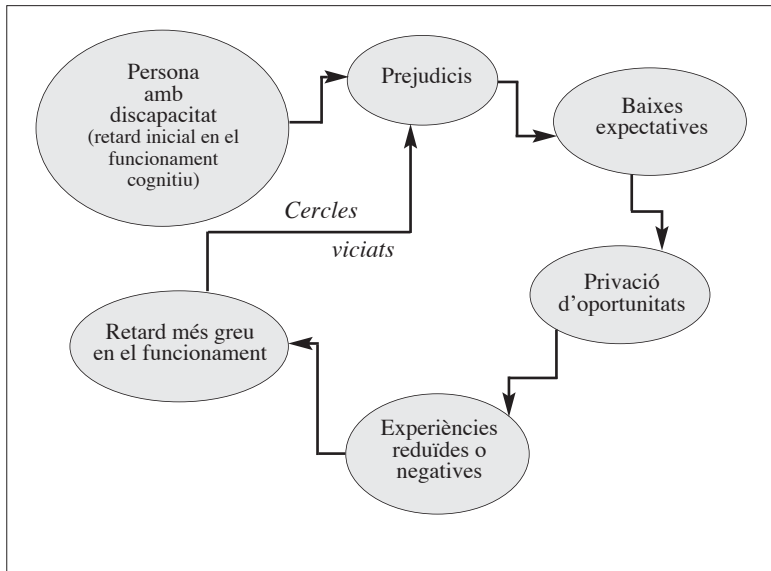 Persona
amb
discapacitat
(retard inicial en el
funcionament
cognitiu)
Prejudicis
Baixes
expectatives
Privació
d’oportunitats
Experiències
reduïdes o
negatives
Retard més greu
en el funcionament
Cercles
viciats